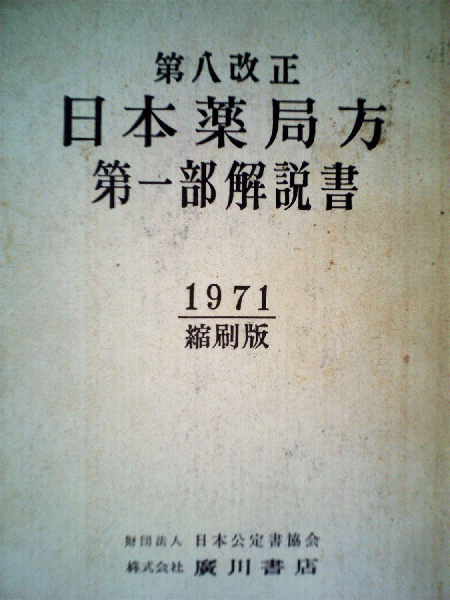 第八改正
日本薬局方
第一部解説書
1971
縮刷版
財団法人 日本公定書協会
株式会社 廣川書店